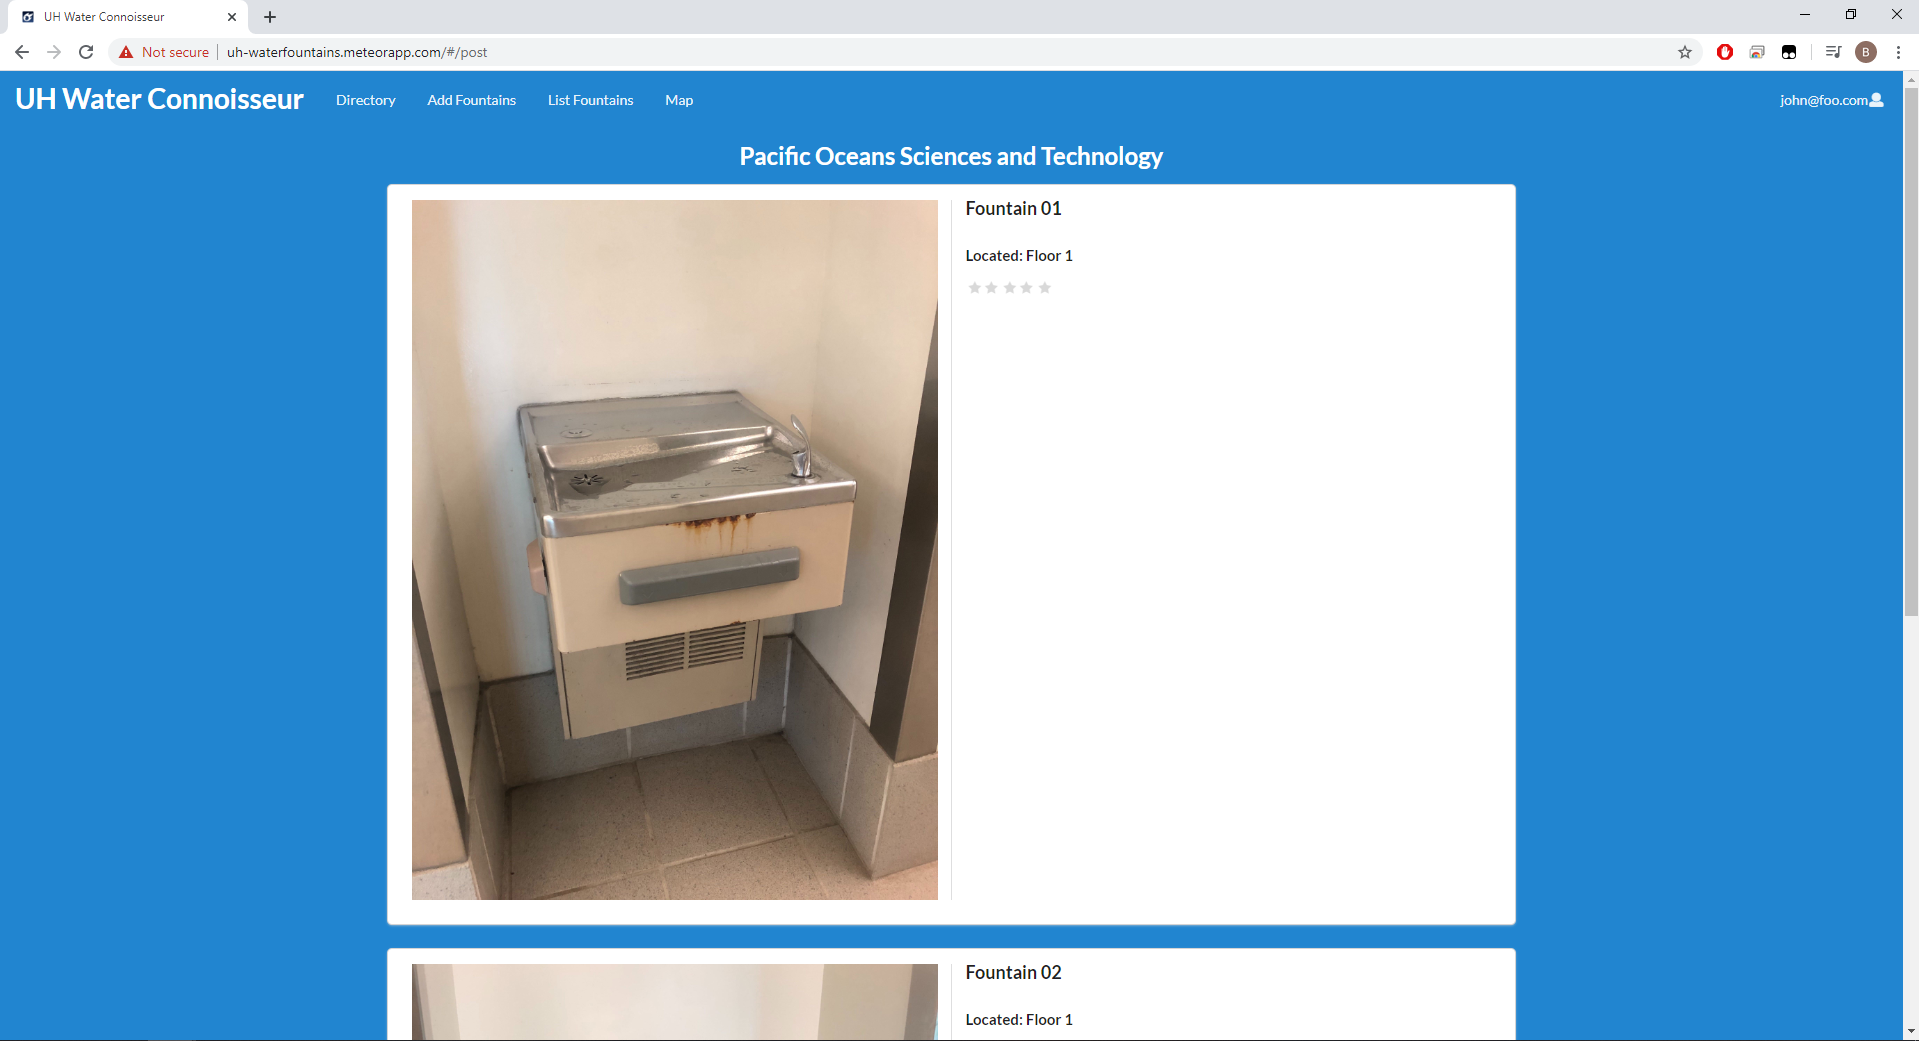 UH Water Connoisseur
Not secure
uh-waterfountains.meteorapp.com/#/post
B
UH Water Connoisseur
Directory
Add Fountains
List Fountains
Map
john@foo.com
Pacific Oceans Sciences and Technology
Fountain 01
Located: Floor 1
Fountain 02
Located: Floor 1